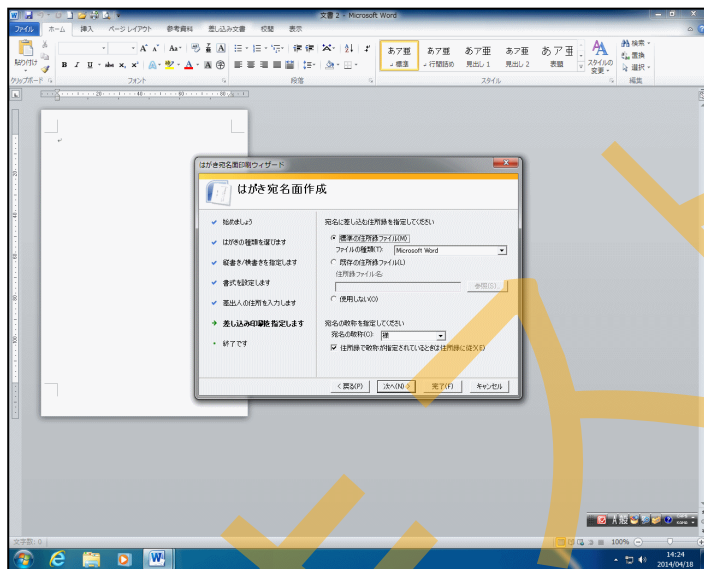 文書 2 - Microsoft Word
ファイル ホーム 挿入 ページ レイアウト 参考資料 差し込み文書 校閲 表示
貼り付け
あア亜 あア亜 あア亜 あア亜 あア亜
標準 行間詰め 見出し 1 見出し 2 表題
スタイルの変更
検索
置換
選択
クリップボード フォント 段落 スタイル 編集
はがき宛名面印刷ウィザード
はがき宛名面作成
始めましょう
はがきの種類を選びます
縦書き/横書きを指定します
書式を設定します
差出人の住所を入力します
差し込み印刷を指定します
終了です
宛名に差し込む住所録を指定してください
標準の住所録ファイル(M)
ファイルの種類(T): Microsoft Word
既存の住所録ファイル(L)
住所録ファイル名:
参照(S)...
使用しない(O)
宛名の敬称を指定してください
宛名の敬称(C): 様
住所録で敬称が指定されているときは住所録に従う(E)
< 戻る(P) 次へ(N) > 完了(F) キャンセル
A 般
KANA
文字数: 0
100%
14:24
2014/04/18